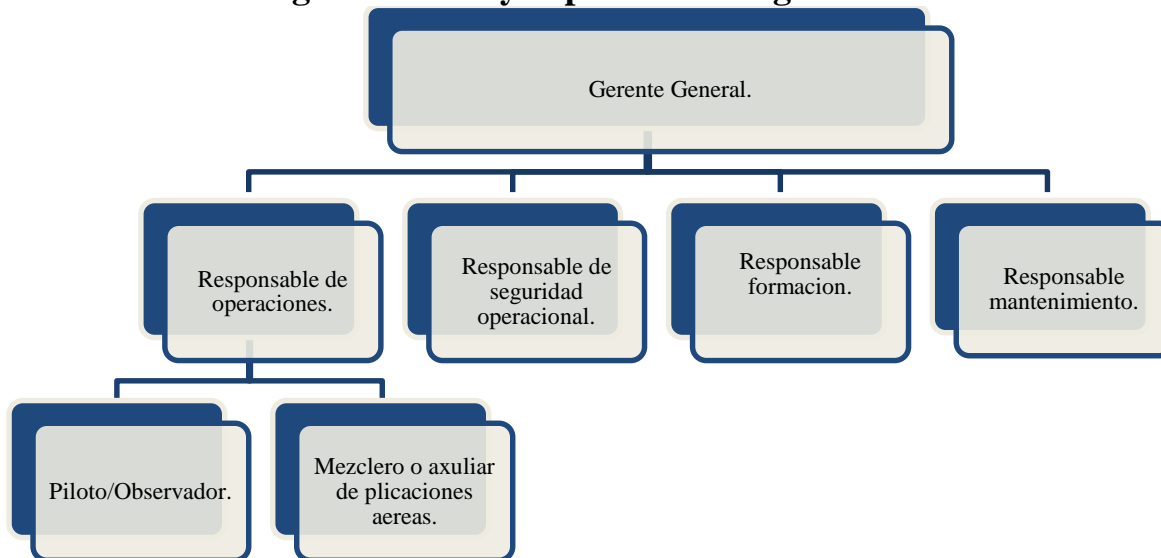 Gerente General.
Responsable de
operaciones.
Responsable de
seguridad
operacional.
Responsable
formacion.
Responsable
mantenimiento.
Piloto/Observador.
Mezclero o axuliar
de plicaciones
aereas.